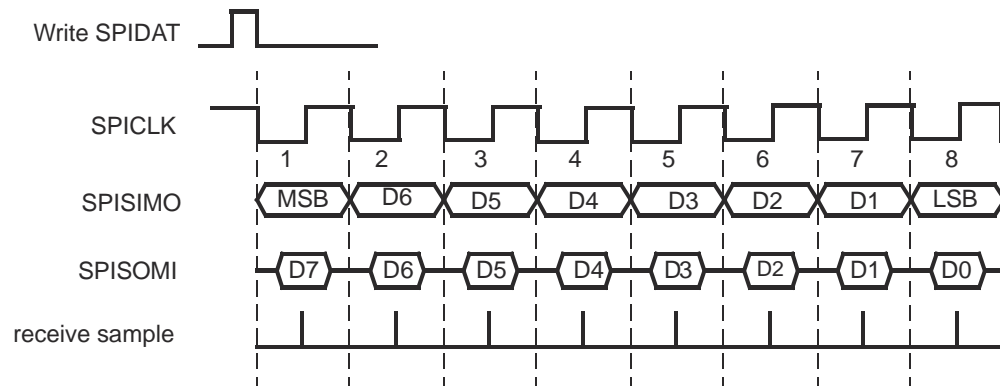 Write SPIDAT
SPICLK
1 2 3 4 5 6 7 8
SPISIMO MSB D6 D5 D4 D3 D2 D1 LSB
SPISOMI D7 D6 D5 D4 D3 D2 D1 D0
receive sample